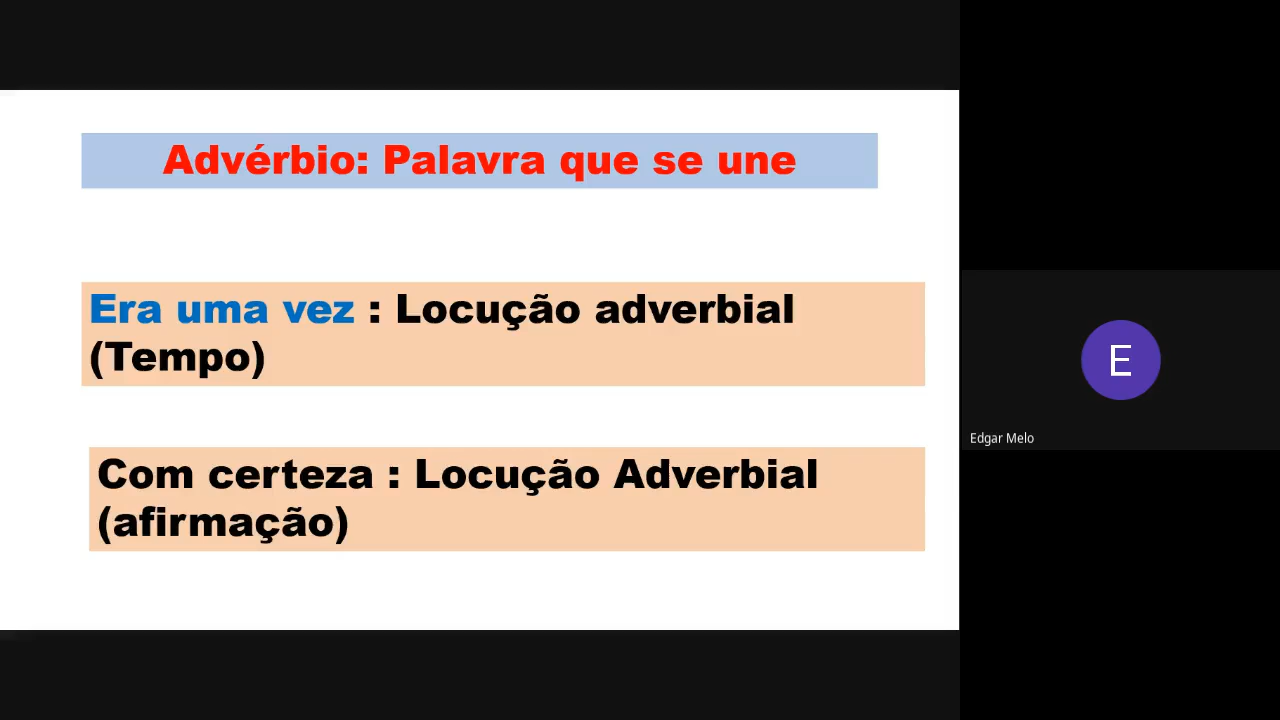 Advérbio: Palavra que se une
Era uma vez : Locução adverbial
(Tempo)
Com certeza : Locução Adverbial
(afirmação)
E
Edgar Melo